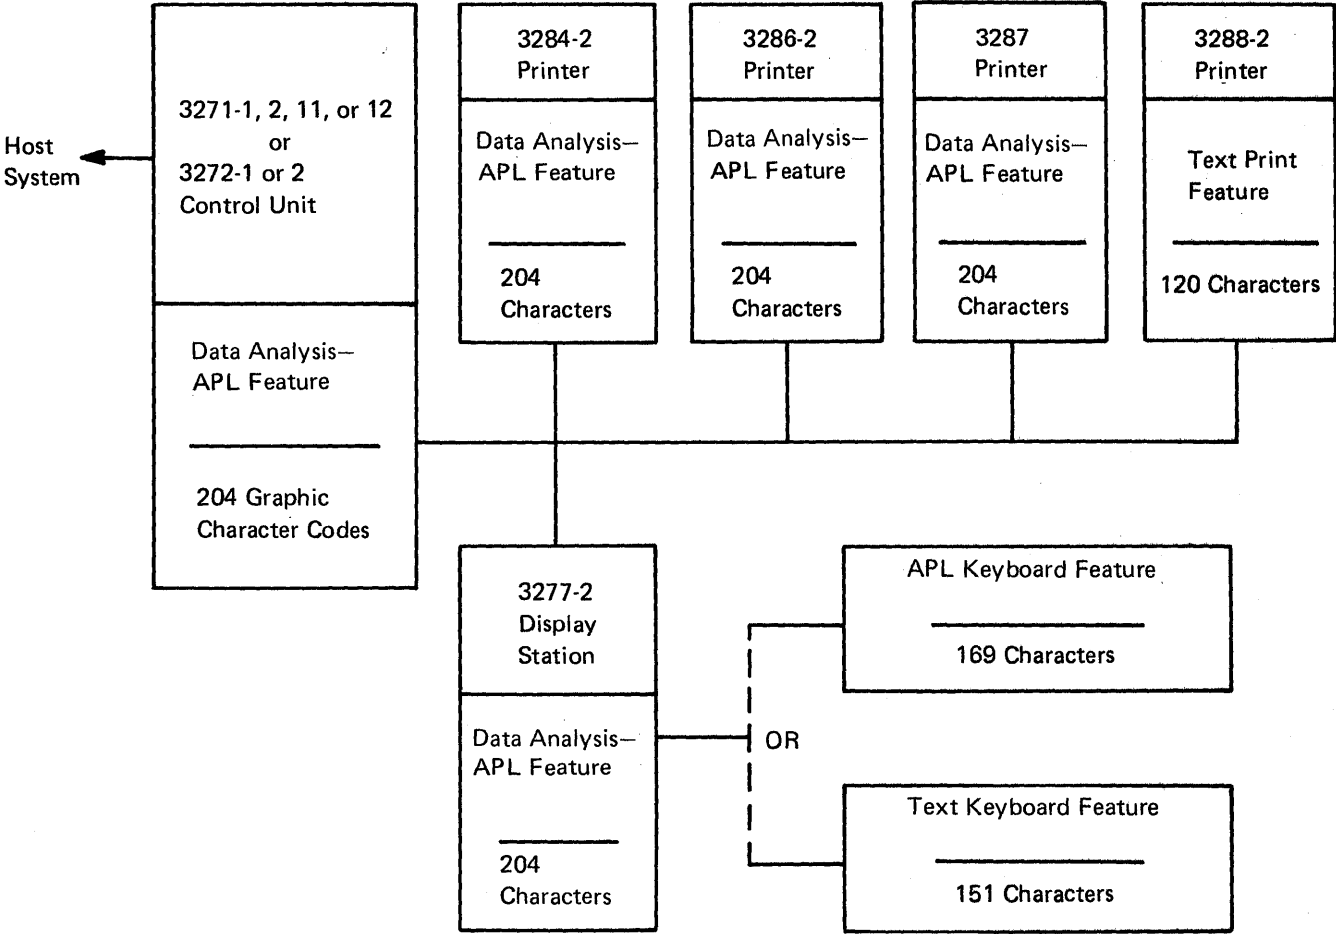 Host
System
3271-1, 2, 11, or 12
or
3272-1 or 2
Control Unit
Data Analysis—
APL Feature
204 Graphic
Character Codes
3284-2
Printer
Data Analysis—
APL Feature
204
Characters
3286-2
Printer
Data Analysis—
APL Feature
204
Characters
3287
Printer
Data Analysis—
APL Feature
204
Characters
3288-2
Printer
Text Print
Feature
120 Characters
3277-2
Display
Station
Data Analysis—
APL Feature
204
Characters
OR
APL Keyboard Feature
169 Characters
Text Keyboard Feature
151 Characters